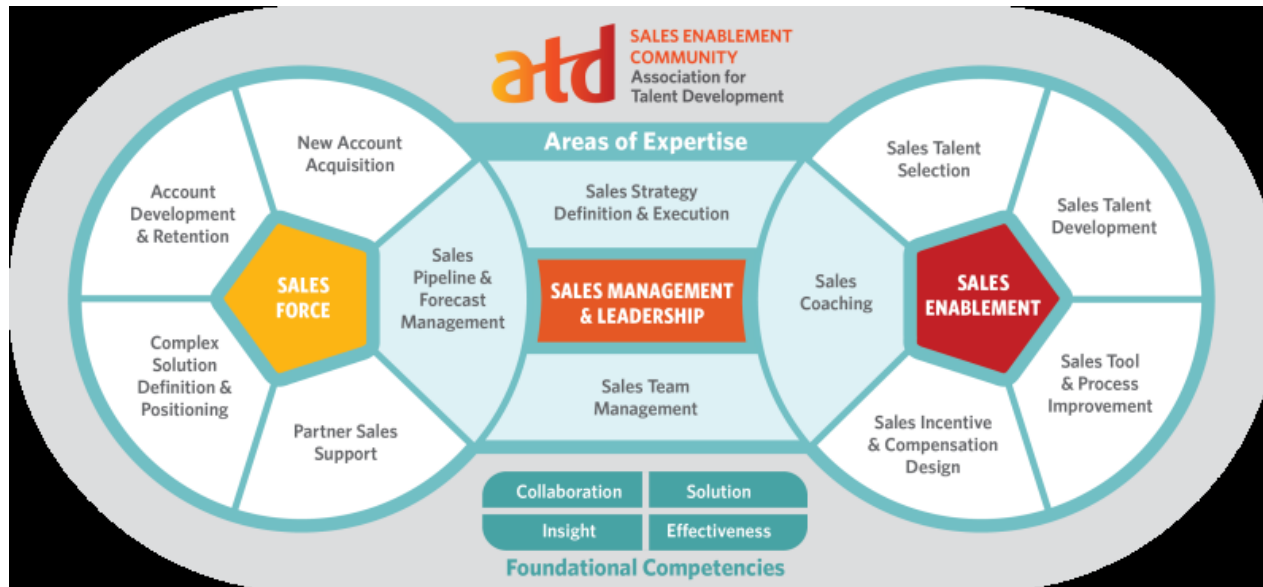 atd
SALES ENABLEMENT
COMMUNITY
Association for
Talent Development
Areas of Expertise
New Account
Acquisition
Account
Development
& Retention
SALES
FORCE
Sales
Pipeline &
Forecast
Management
Complex
Solution
Definition &
Positioning
Partner Sales
Support
Sales Strategy
Definition & Execution
SALES MANAGEMENT
& LEADERSHIP
Sales Team
Management
Sales Talent
Selection
Sales Talent
Development
Sales
Coaching
SALES
ENABLEMENT
Sales Tool
& Process
Improvement
Sales Incentive
& Compensation
Design
Collaboration
Solution
Insight
Effectiveness
Foundational Competencies